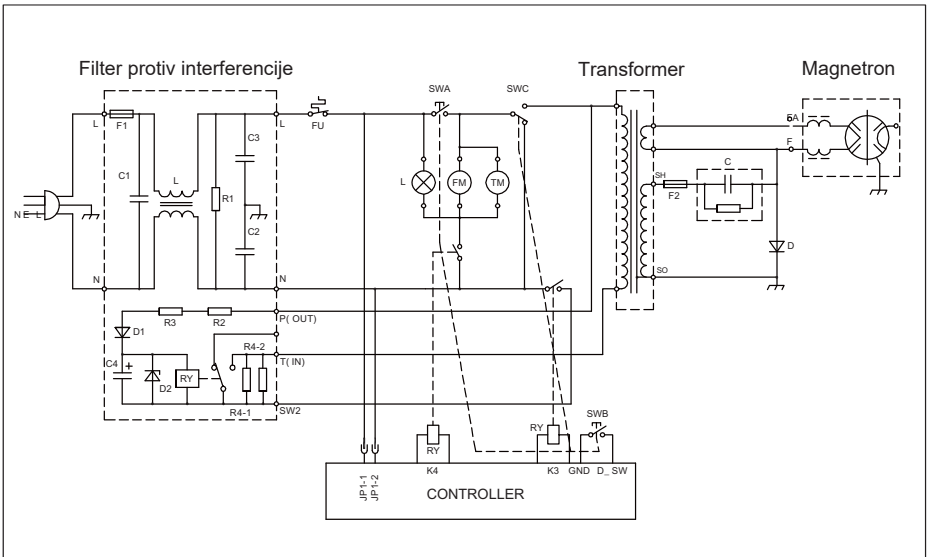 Filter protiv interferencije
Transformer
Magnetron
SWA
SWC
L
F1
L
FU
C3
C1
L
R1
L
FM
TM
FA
F
C
SH
F2
N E L
C2
D
N
N
SO
R3
R2
P( OUT)
D1
R4-2
T( IN)
C4
+
D2
RY
R4-1
SW2
SWB
RY
RY
JP1-1
JP1-2
K4
K3
GND
D_ SW
CONTROLLER